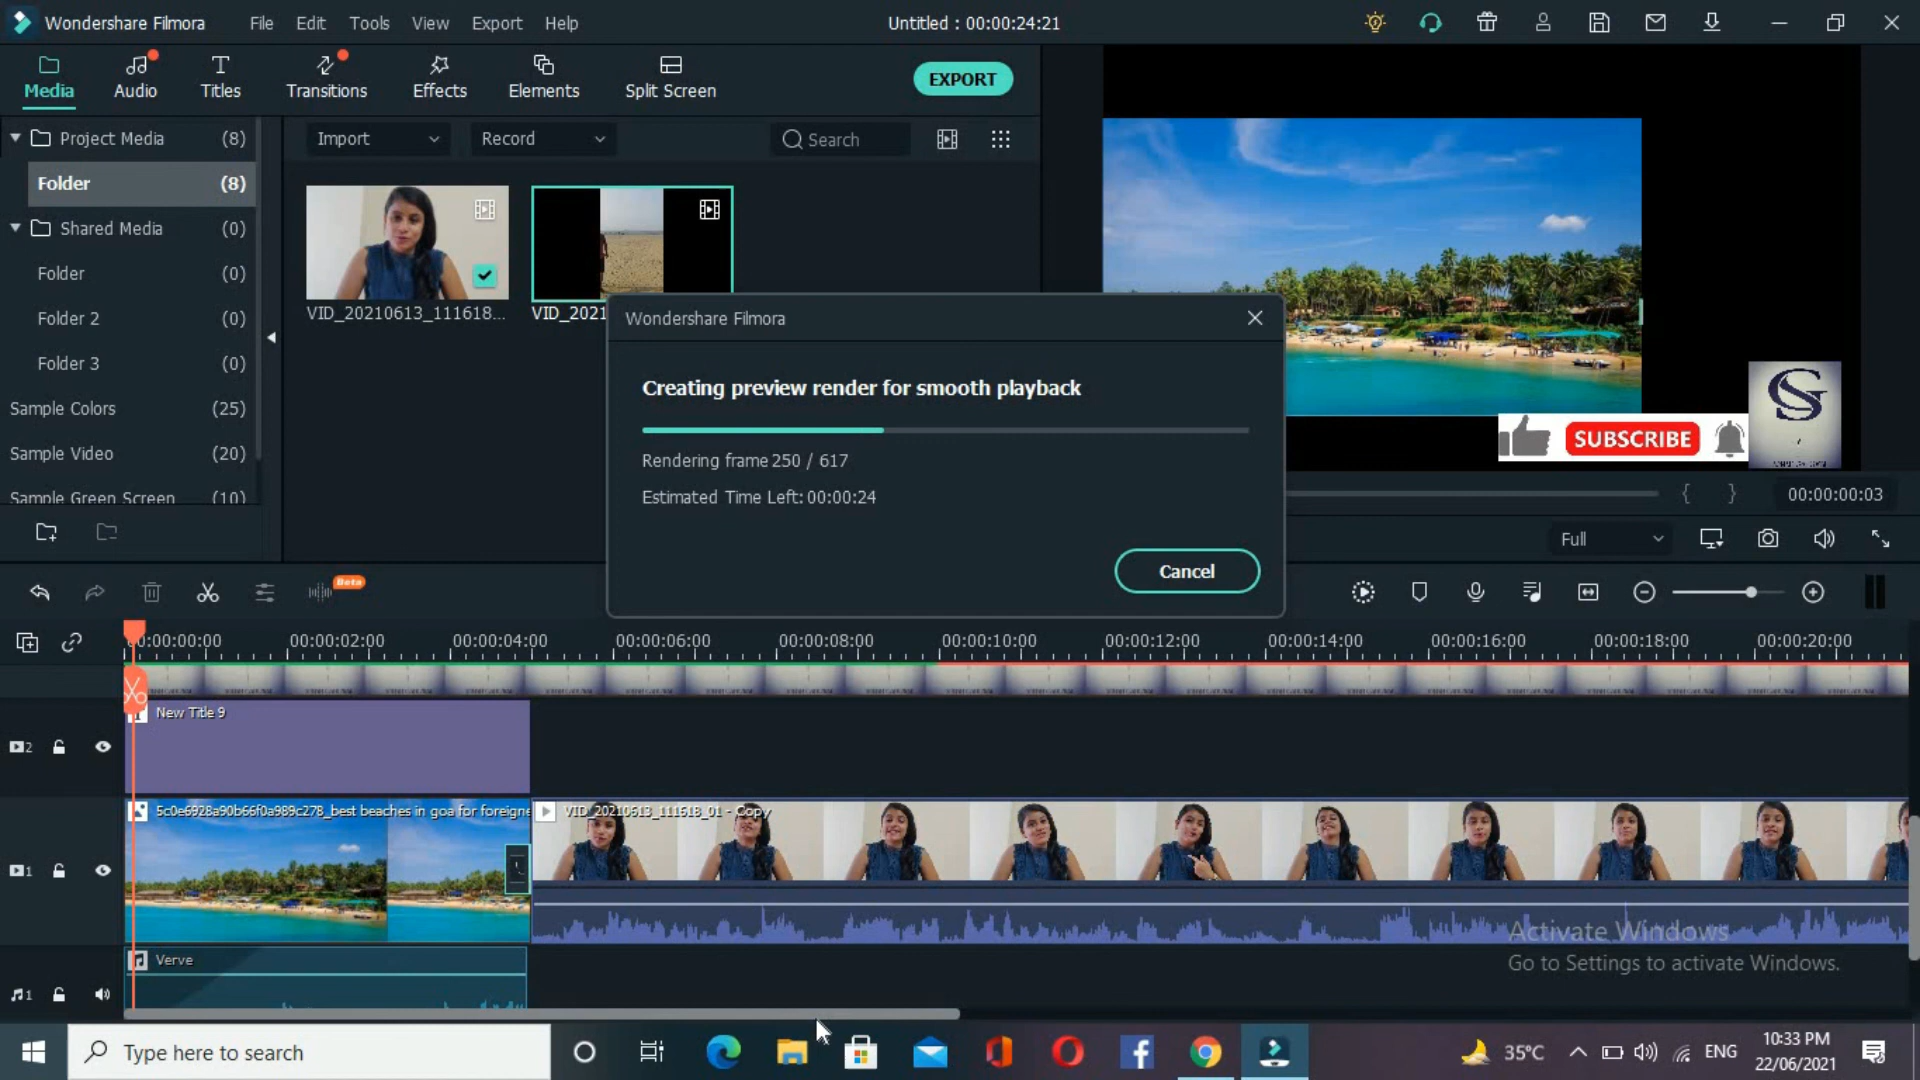 Wondershare Filmora
File
Edit
Tools
View
Export
Help
Untitled : 00:00:24:21
Media
Audio
Titles
Transitions
Effects
Elements
Split Screen
EXPORT
Project Media (8)
Folder (8)
Shared Media (0)
Folder (0)
Folder 2 (0)
Folder 3 (0)
Sample Colors (25)
Sample Video (20)
Sample Green Screen (10)
Import
Record
Search
VID_20210613_111618...
VID_2021
Wondershare Filmora
Creating preview render for smooth playback
Rendering frame 250 / 617
Estimated Time Left: 00:00:24
Cancel
SUBSCRIBE
00:00:00:03
Full
Beta
00:00:00:00
00:00:02:00
00:00:04:00
00:00:06:00
00:00:08:00
00:00:10:00
00:00:12:00
00:00:14:00
00:00:16:00
00:00:18:00
00:00:20:00
New Title 9
2
5c0e6928a90b66f0a989c278_best beaches in goa for foreigne
VID_20210613_111618_01 - Copy
1
Verve
1
Activate Windows
Go to Settings to activate Windows.
Type here to search
35°C
ENG
10:33 PM
22/06/2021